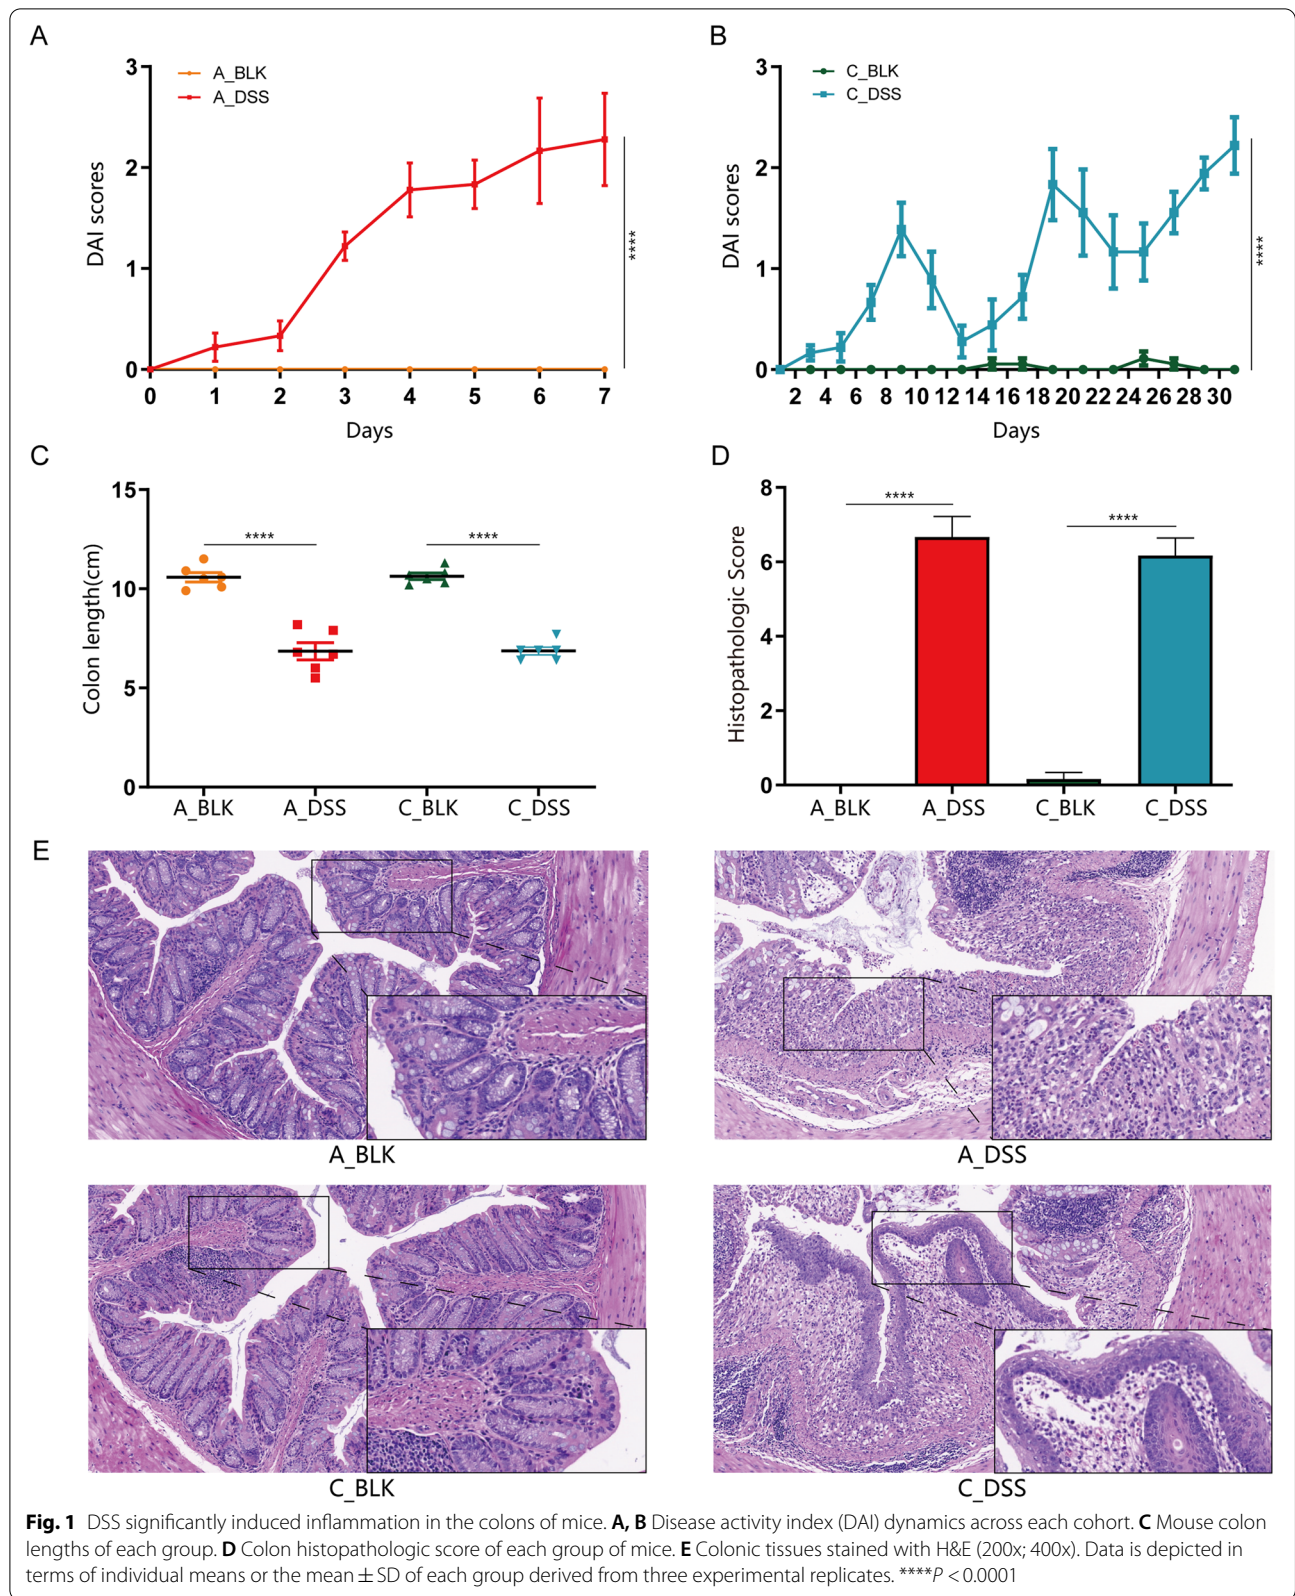 A
3
2
1
0
DAI scores
A_BLK
A_DSS
****
0 1 2 3 4 5 6 7
Days
B
3
2
1
0
DAI scores
C_BLK
C_DSS
****
2 4 6 8 10 12 14 16 18 20 22 24 26 28 30
Days
C
15
10
5
0
Colon length(cm)
**** ****
A_BLK A_DSS C_BLK C_DSS
D
8
6
4
2
0
Histopathologic Score
**** ****
A_BLK A_DSS C_BLK C_DSS
E
A_BLK A_DSS
C_BLK C_DSS
Fig. 1 DSS significantly induced inflammation in the colons of mice. A, B Disease activity index (DAI) dynamics across each cohort. C Mouse colon
lengths of each group. D Colon histopathologic score of each group of mice. E Colonic tissues stained with H&E (200x; 400x). Data is depicted in
terms of individual means or the mean ± SD of each group derived from three experimental replicates. ****P < 0.0001